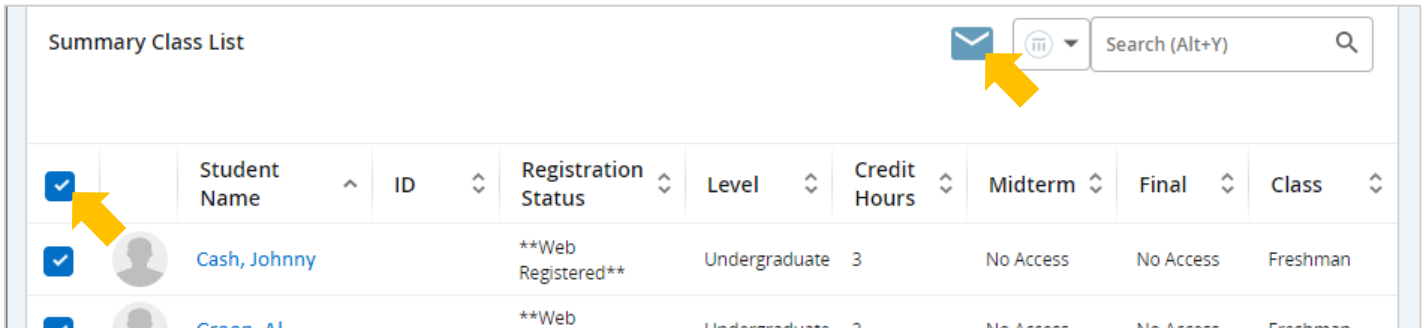 Summary Class List
Search (Alt+Y)
Student Name ID Registration Status Level Credit Hours Midterm Final Class
Cash, Johnny **Web Registered** Undergraduate 3 No Access No Access Freshman
**Web